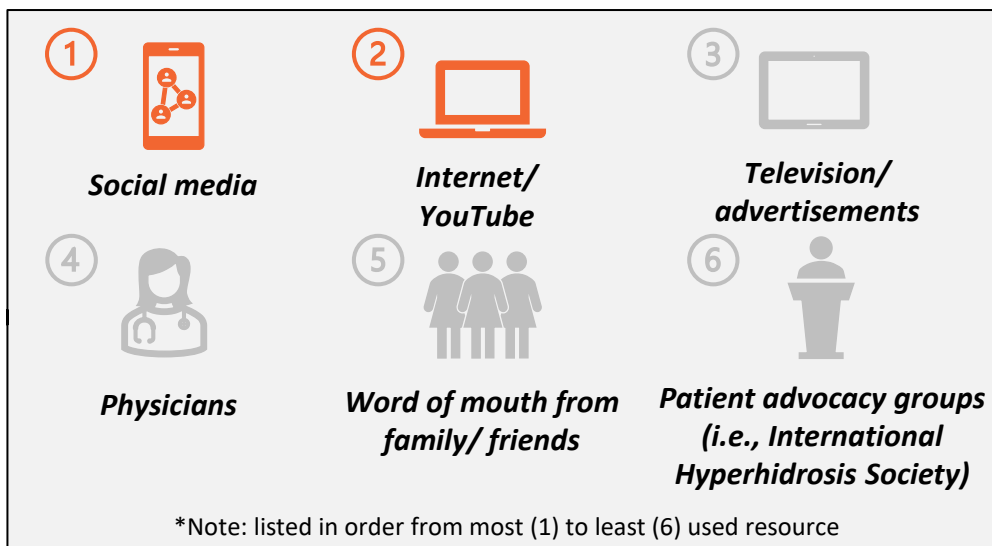 1
Social media
2
Internet/
YouTube
3
Television/
advertisements
4
Physicians
5
Word of mouth from
family/ friends
6
Patient advocacy groups
(i.e., International
Hyperhidrosis Society)
*Note: listed in order from most (1) to least (6) used resource